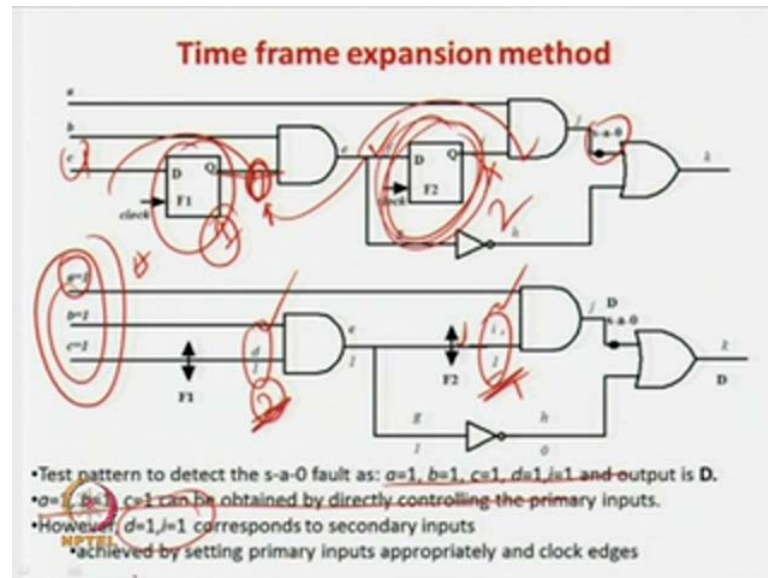 Time frame expansion method
a
b
c
D Q
F1
clock
e
D Q
F2
clock
j
s-a-0
k
g
h
a=1
b=1
c=1
F1
d
1
e
1
F2
i
1
j
D
s-a-0
k
D
g
1
h
0
•Test pattern to detect the s-a-0 fault as: a=1, b=1, c=1, d=1,i=1 and output is D.
•a=1, b=1, c=1 can be obtained by directly controlling the primary inputs.
•However, d=1,i=1 corresponds to secondary inputs
•achieved by setting primary inputs appropriately and clock edges
NPTEL